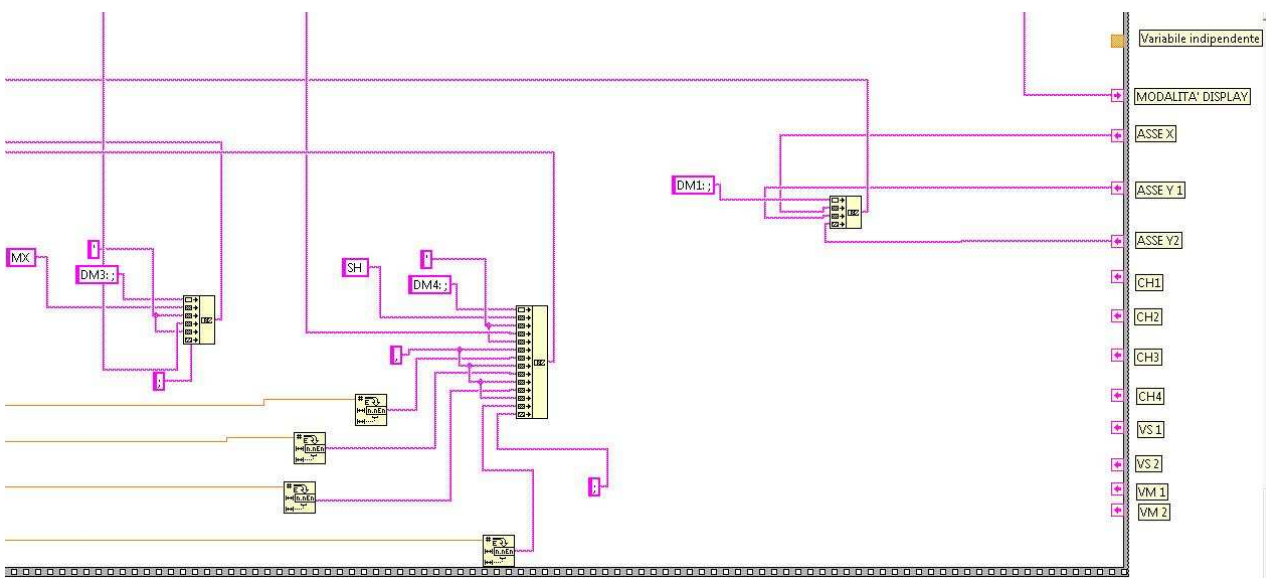 Variabile indipendente
MODALITA' DISPLAY
ASSE X
DM1: ;
ASSE Y 1
ASSE Y2
MX
'
DM3: ;
SH
'
DM4: ;
CH1
CH2
CH3
CH4
VS 1
VS 2
VM 1
VM 2